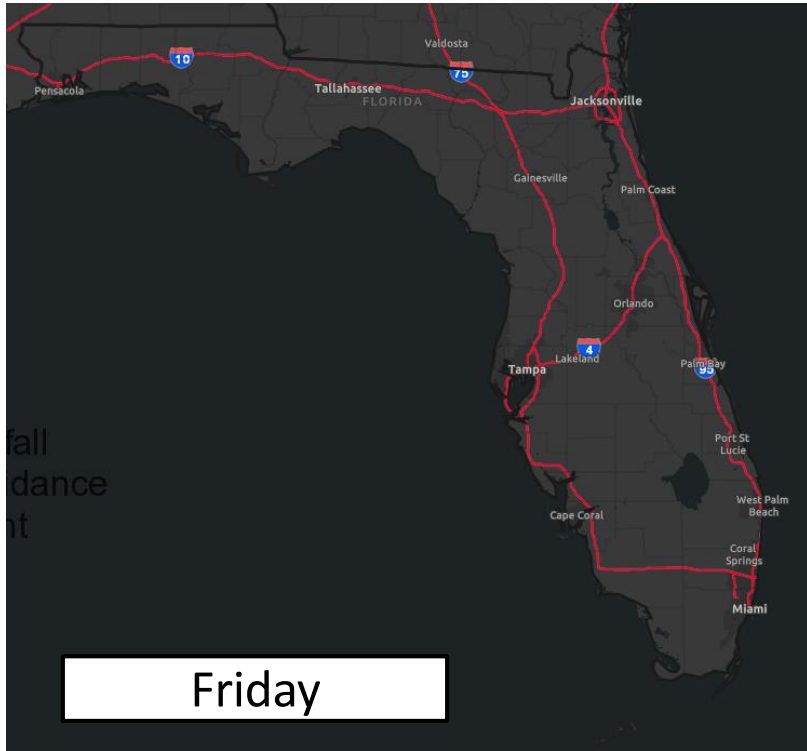 Valdosta
10
75
Pensacola
Tallahassee
FLORIDA
Jacksonville
Gainesville
Palm Coast
Orlando
4
Lakeland
Tampa
Palm Bay
95
fall
idance
nt
Port St
Lucie
West Palm
Beach
Cape Coral
Coral
Springs
Miami
Friday